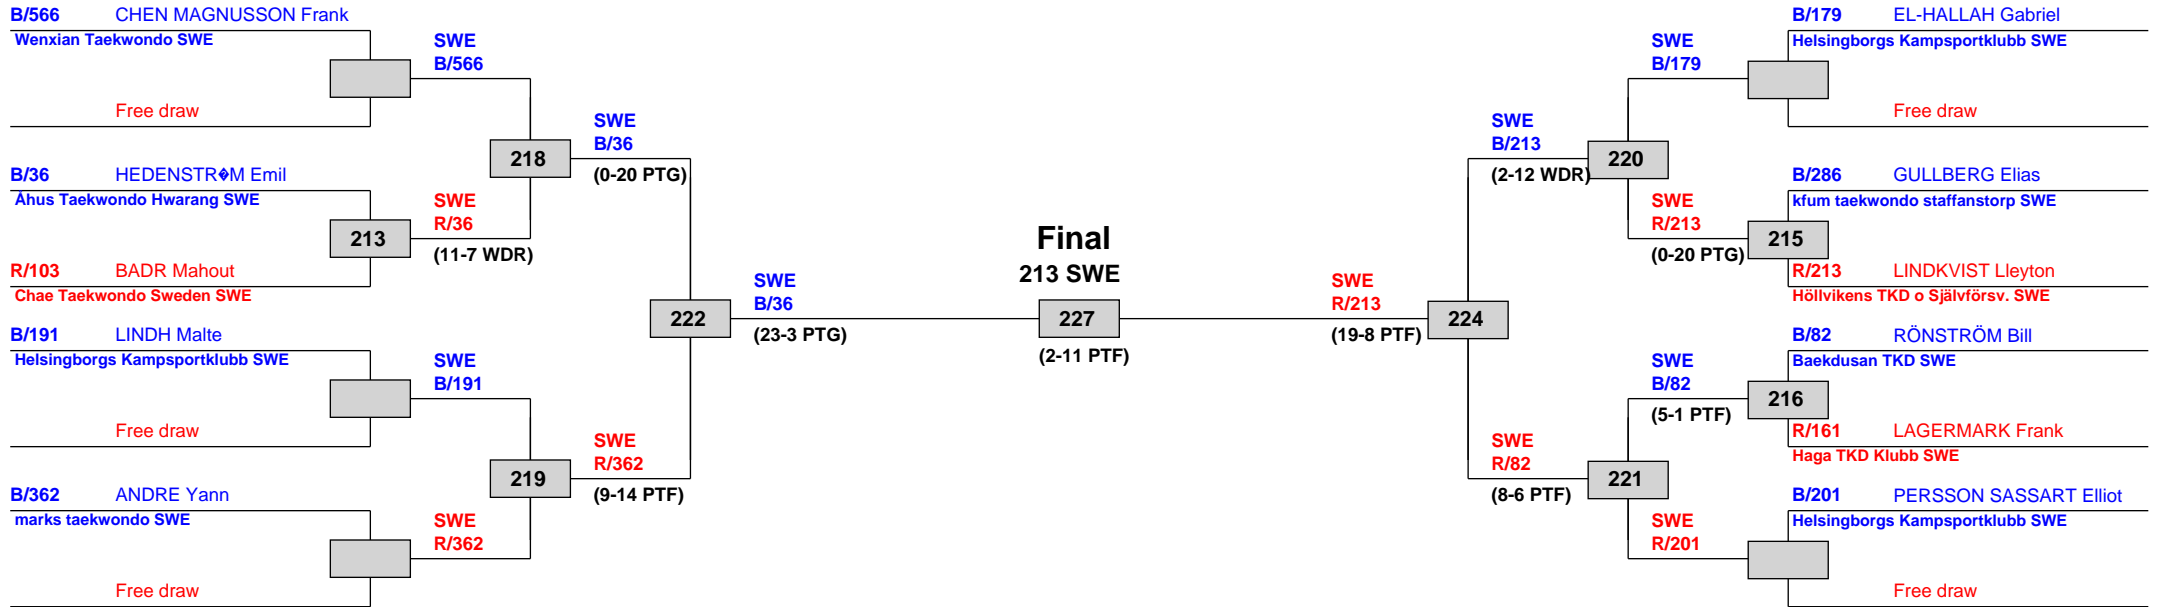 B/566 CHEN MAGNUSSON Frank
Wenxian Taekwondo SWE
Free draw
B/36 HEDENSTR�M Emil
Åhus Taekwondo Hwarang SWE
R/103 BADR Mahout
Chae Taekwondo Sweden SWE
B/191 LINDH Malte
Helsingborgs Kampsportklubb SWE
Free draw
B/362 ANDRE Yann
marks taekwondo SWE
Free draw
SWE
B/566
213
SWE
R/36
(11-7 WDR)
SWE
B/191
SWE
R/362
218
SWE
B/36
(0-20 PTG)
219
SWE
R/362
(9-14 PTF)
222
SWE
B/36
(23-3 PTG)
Final
213 SWE
227
(2-11 PTF)
SWE
R/213
(19-8 PTF)
224
SWE
B/213
(2-12 WDR)
220
SWE
R/82
(8-6 PTF)
221
SWE
B/179
SWE
R/213
(0-20 PTG)
215
SWE
B/82
(5-1 PTF)
216
SWE
R/201
B/179 EL-HALLAH Gabriel
Helsingborgs Kampsportklubb SWE
Free draw
B/286 GULLBERG Elias
kfum taekwondo staffanstorp SWE
R/213 LINDKVIST Lleyton
Höllvikens TKD o Självförsv. SWE
B/82 RÖNSTRÖM Bill
Baekdusan TKD SWE
R/161 LAGERMARK Frank
Haga TKD Klubb SWE
B/201 PERSSON SASSART Elliot
Helsingborgs Kampsportklubb SWE
Free draw